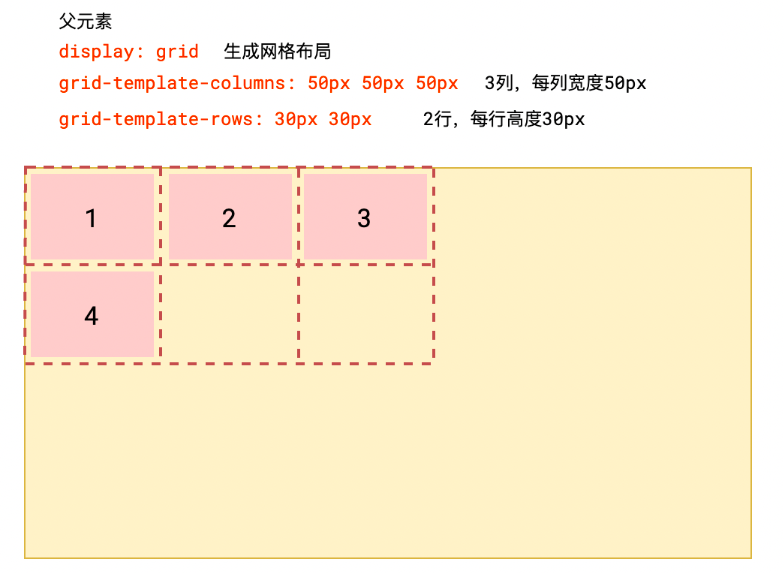 父元素
display: grid 生成网格布局
grid-template-columns: 50px 50px 50px 3列，每列宽度50px
grid-template-rows: 30px 30px 2行，每行高度30px
1 2 3
4